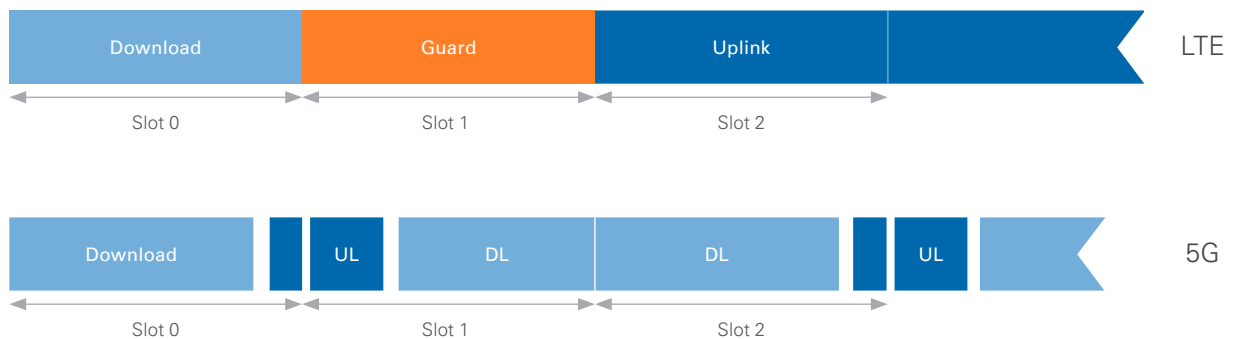 Download Guard Uplink LTE
Slot 0 Slot 1 Slot 2
Download UL DL DL UL 5G
Slot 0 Slot 1 Slot 2